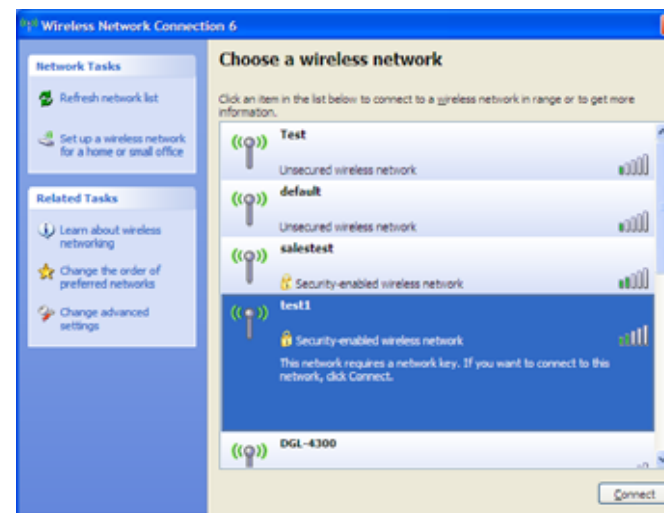 Wireless Network Connection 6
Network Tasks
Refresh network list
Set up a wireless network
for a home or small office
Related Tasks
Learn about wireless
networking
Change the order of
preferred networks
Change advanced
settings
Choose a wireless network
Click an item in the list below to connect to a wireless network in range or to get more
information.
Test
Unsecured wireless network
default
Unsecured wireless network
salestest
Security-enabled wireless network
test1
Security-enabled wireless network
This network requires a network key. If you want to connect to this
network, click Connect.
DGL-4300
Connect